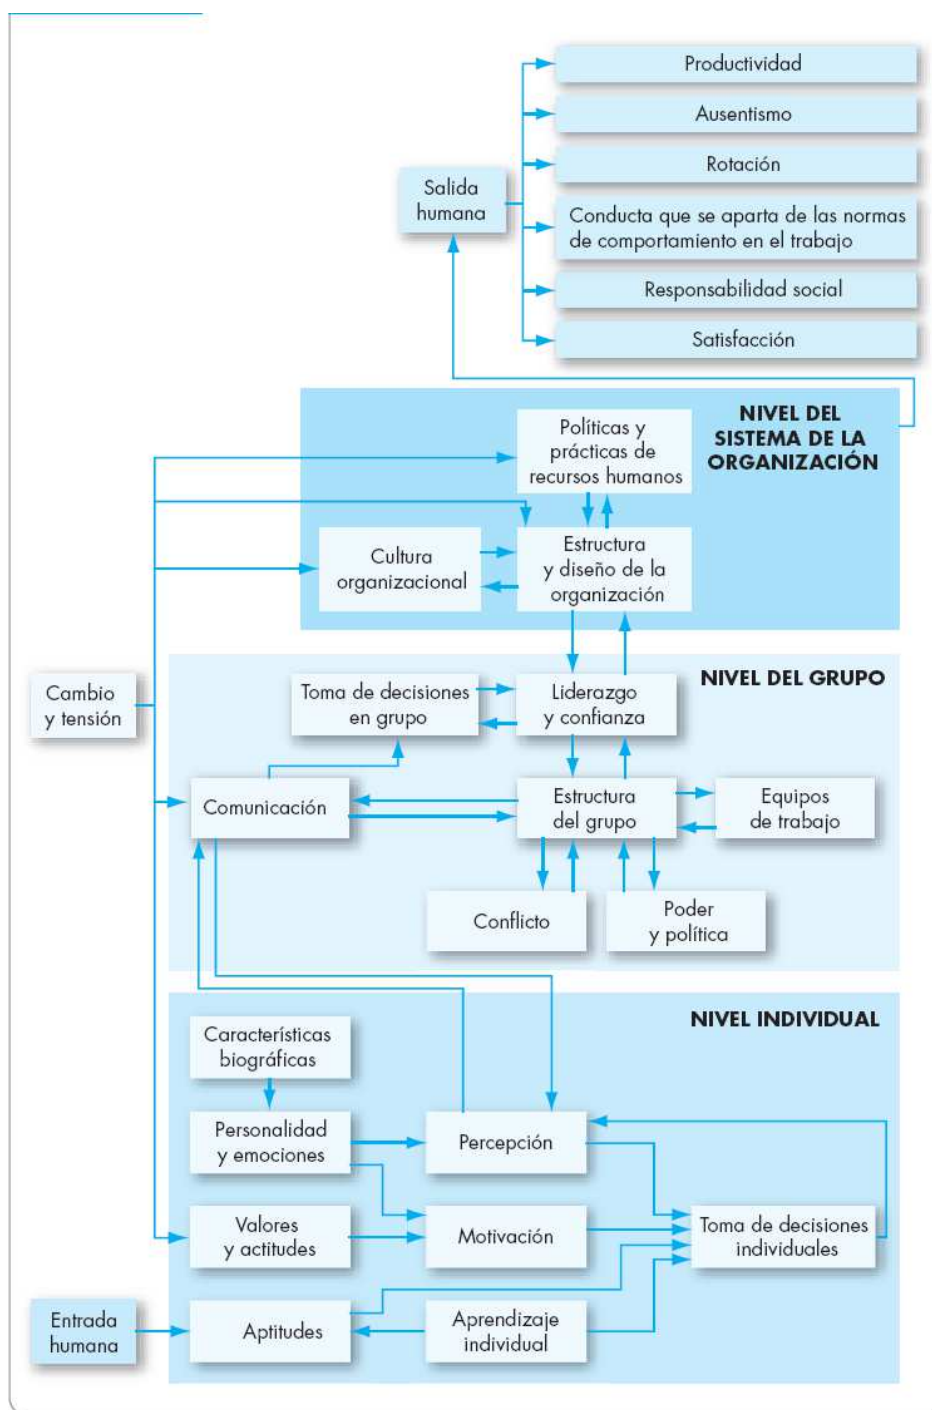 Productividad
Ausentismo
Rotación
Salida
humana
Conducta que se aparta de las normas
de comportamiento en el trabajo
Responsabilidad social
Satisfacción
NIVEL DEL
SISTEMA DE LA
ORGANIZACIÓN
Políticas y
prácticas de
recursos humanos
Cultura
organizacional
Estructura
y diseño de la
organización
Cambio
y tensión
NIVEL DEL GRUPO
Toma de decisiones
en grupo
Liderazgo
y confianza
Comunicación
Estructura
del grupo
Equipos
de trabajo
Conflicto
Poder
y política
NIVEL INDIVIDUAL
Características
biográficas
Personalidad
y emociones
Percepción
Valores
y actitudes
Motivación
Toma de decisiones
individuales
Entrada
humana
Aptitudes
Aprendizaje
individual